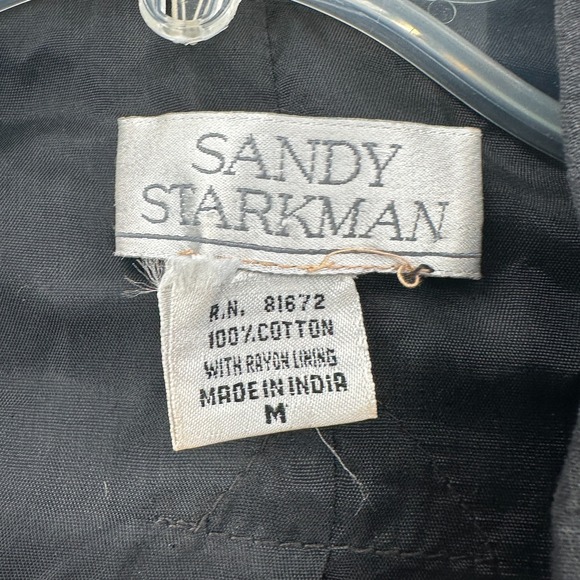 SANDY
STARKMAN
R.N. 81672
100% COTTON
WITH RAYON LINING
MADE IN INDIA
M